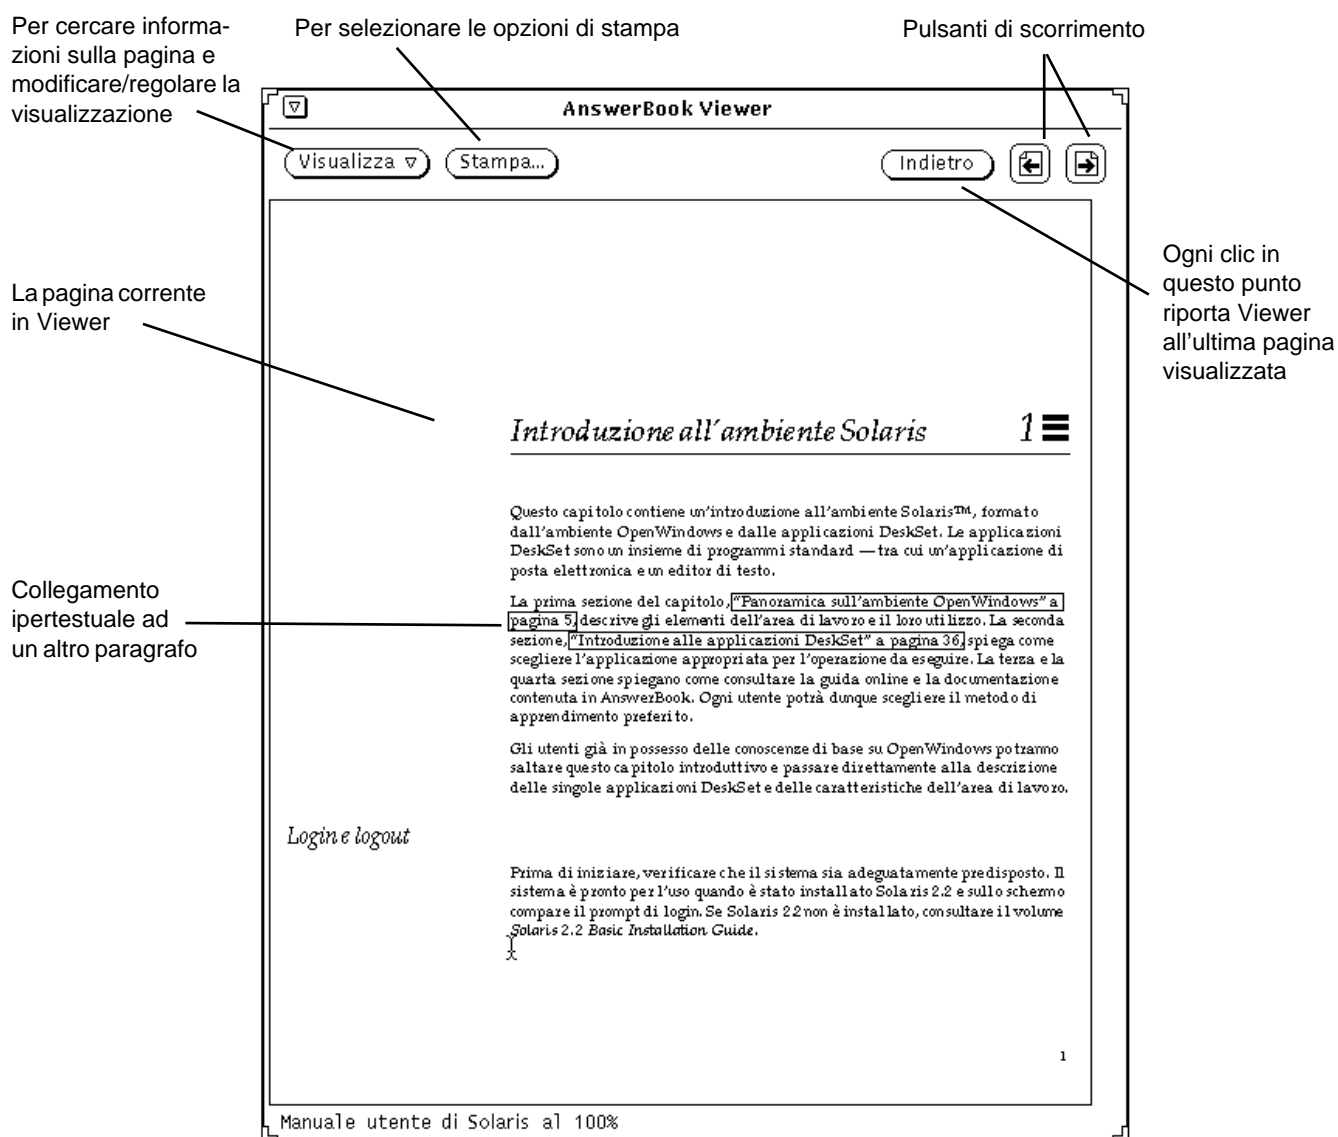 Per cercare informa-
zioni sulla pagina e
modificare/regolare la
visualizzazione
Per selezionare le opzioni di stampa
Pulsanti di scorrimento
AnswerBook Viewer
Visualizza
Stampa...
Indietro
Ogni clic in
questo punto
riporta Viewer
all'ultima pagina
visualizzata
La pagina corrente
in Viewer
Introduzione all'ambiente Solaris 1
Questo capitolo contiene un'introduzione all'ambiente Solaris™, formato
dall'ambiente OpenWindows e dalle applicazioni DeskSet. Le applicazioni
DeskSet sono un insieme di programmi standard — tra cui un'applicazione di
posta elettronica e un editor di testo.
Collegamento
ipertestuale ad
un altro paragrafo
La prima sezione del capitolo, "Panoramica sull'ambiente OpenWindows" a
pagina 5, descrive gli elementi dell'area di lavoro e il loro utilizzo. La seconda
sezione, "Introduzione alle applicazioni DeskSet" a pagina 36, spiega come
scegliere l'applicazione appropriata per l'operazione da eseguire. La terza e la
quarta sezione spiegano come consultare la guida online e la documentazione
contenuta in AnswerBook. Ogni utente potrà dunque scegliere il metodo di
apprendimento preferito.
Gli utenti già in possesso delle conoscenze di base su OpenWindows potranno
saltare questo capitolo introduttivo e passare direttamente alla descrizione
delle singole applicazioni DeskSet e delle caratteristiche dell'area di lavoro.
Login e logout
Prima di iniziare, verificare che il sistema sia adeguatamente predisposto. Il
sistema è pronto per l'uso quando è stato installato Solaris 2.2 e sullo schermo
compare il prompt di login. Se Solaris 2.2 non è installato, consultare il volume
Solaris 2.2 Basic Installation Guide.
1
Manuale utente di Solaris al 100%